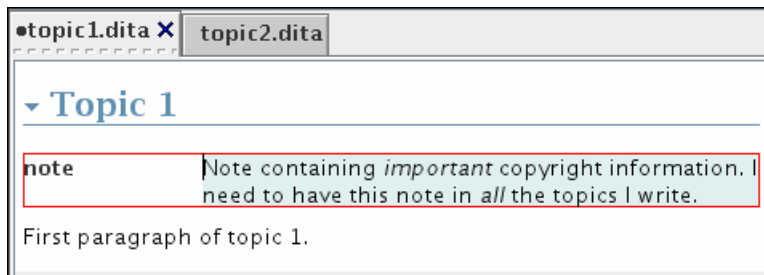 •topic1.dita X topic2.dita
Topic 1
note Note containing important copyright information. I
need to have this note in all the topics I write.
First paragraph of topic 1.